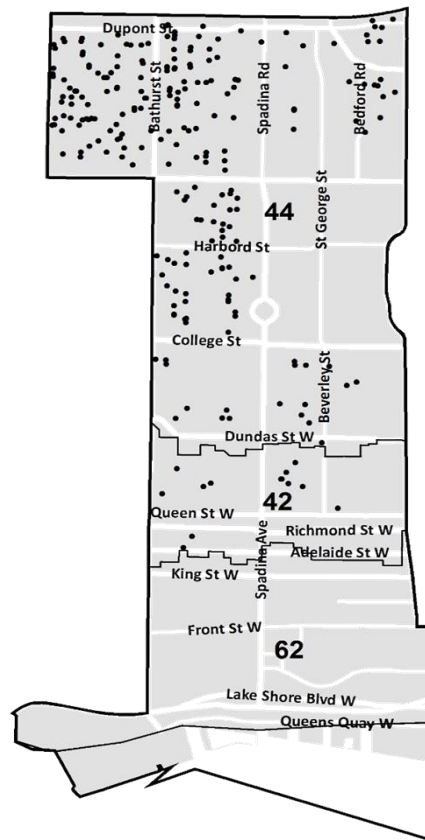 Dupont St
Bathurst St
Spadina Rd
Bedford Rd
44
St George St
Harbord St
College St
Beverley St
Dundas St W
42
Queen St W
Richmond St W
Spadina Ave
Adelaide St W
King St W
Front St W
62
Lake Shore Blvd W
Queens Quay W